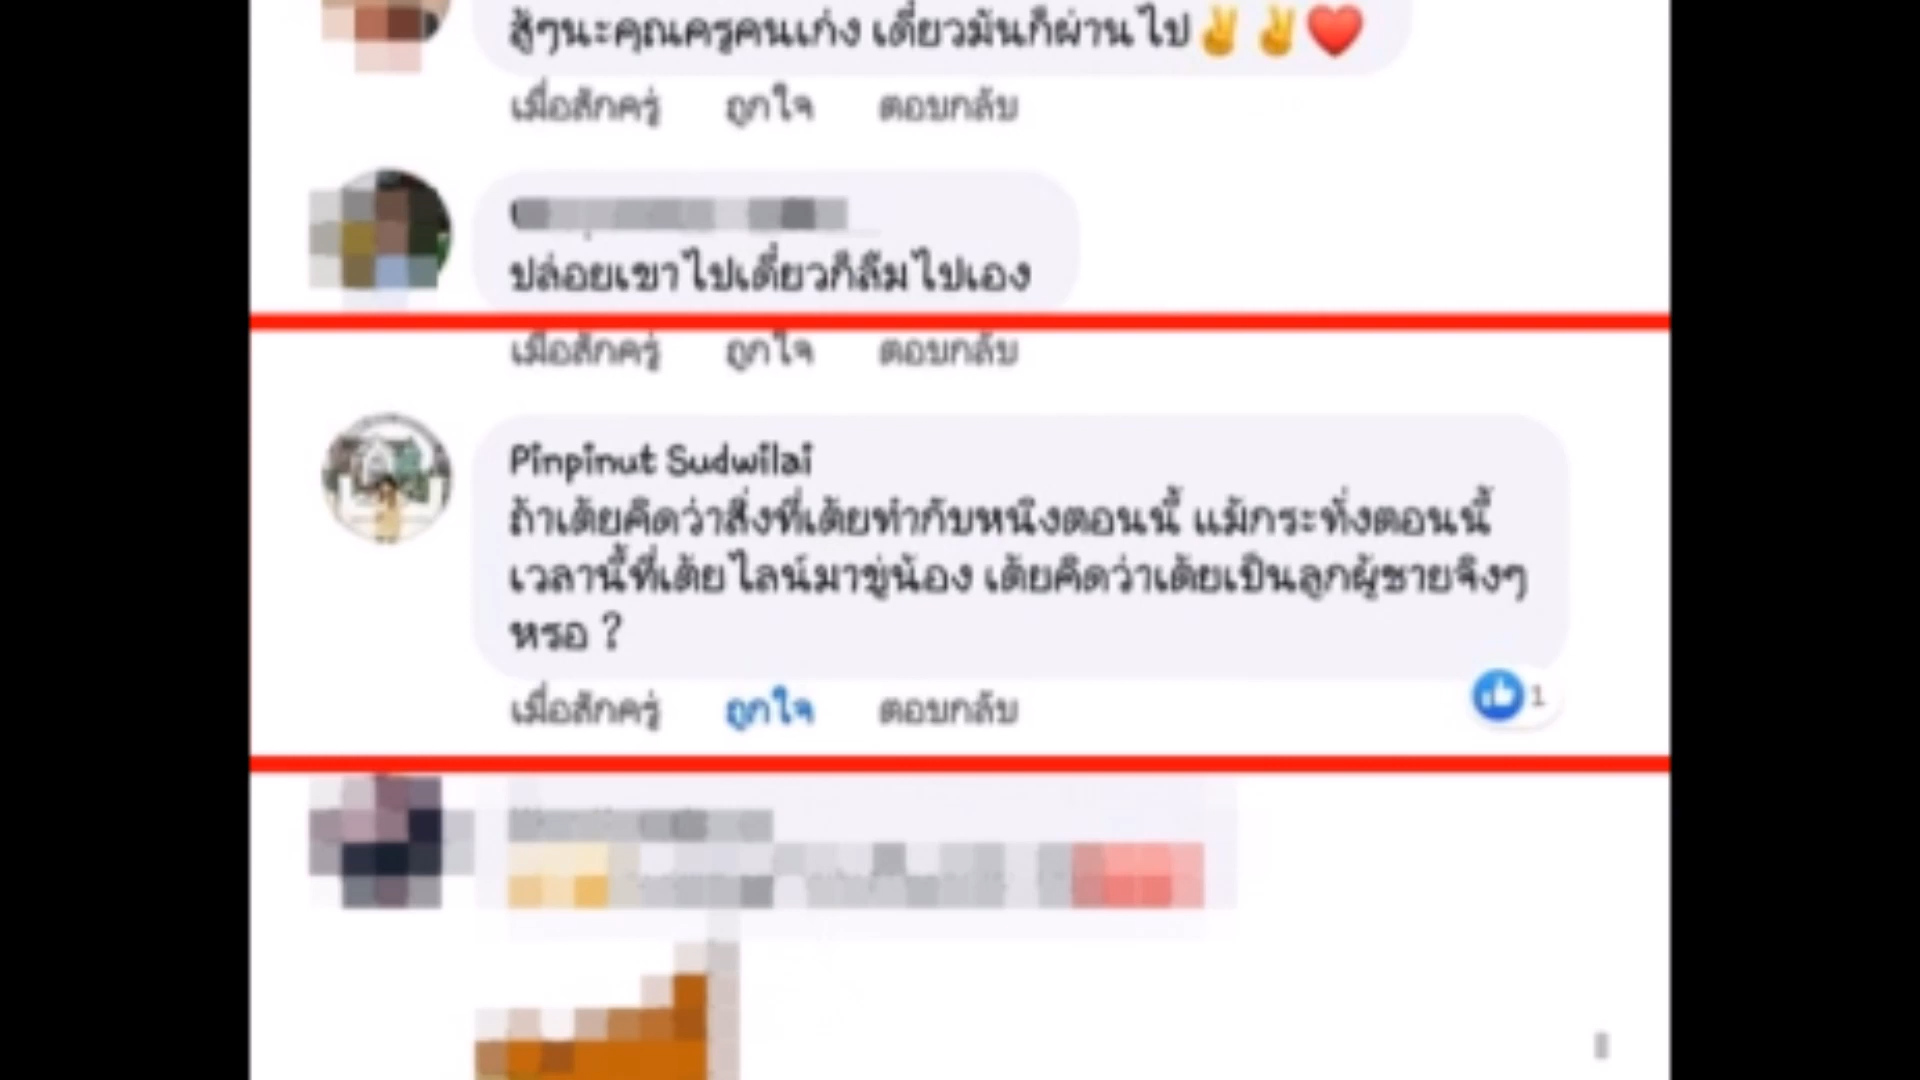 สู้ๆนะคุณครูคนเก่ง เดี๋ยวมันก็ผ่านไป✌️✌️❤️
เมื่อสักครู่ ถูกใจ ตอบกลับ
ปล่อยเขาไปเดี๋ยวก็ลืมไปเอง
เมื่อสักครู่ ถูกใจ ตอบกลับ
Pinpinut Sudwilai
ถ้าเต้ยคิดว่าสิ่งที่เต้ยทำกับหนิงตอนนี้ แม้กระทั่งตอนนี้
เวลานี้ที่เต้ยไลน์มาขู่น้อง เต้ยคิดว่าเต้ยเป็นลูกผู้ชายจิงๆ
หรอ ?
เมื่อสักครู่ ถูกใจ ตอบกลับ
1